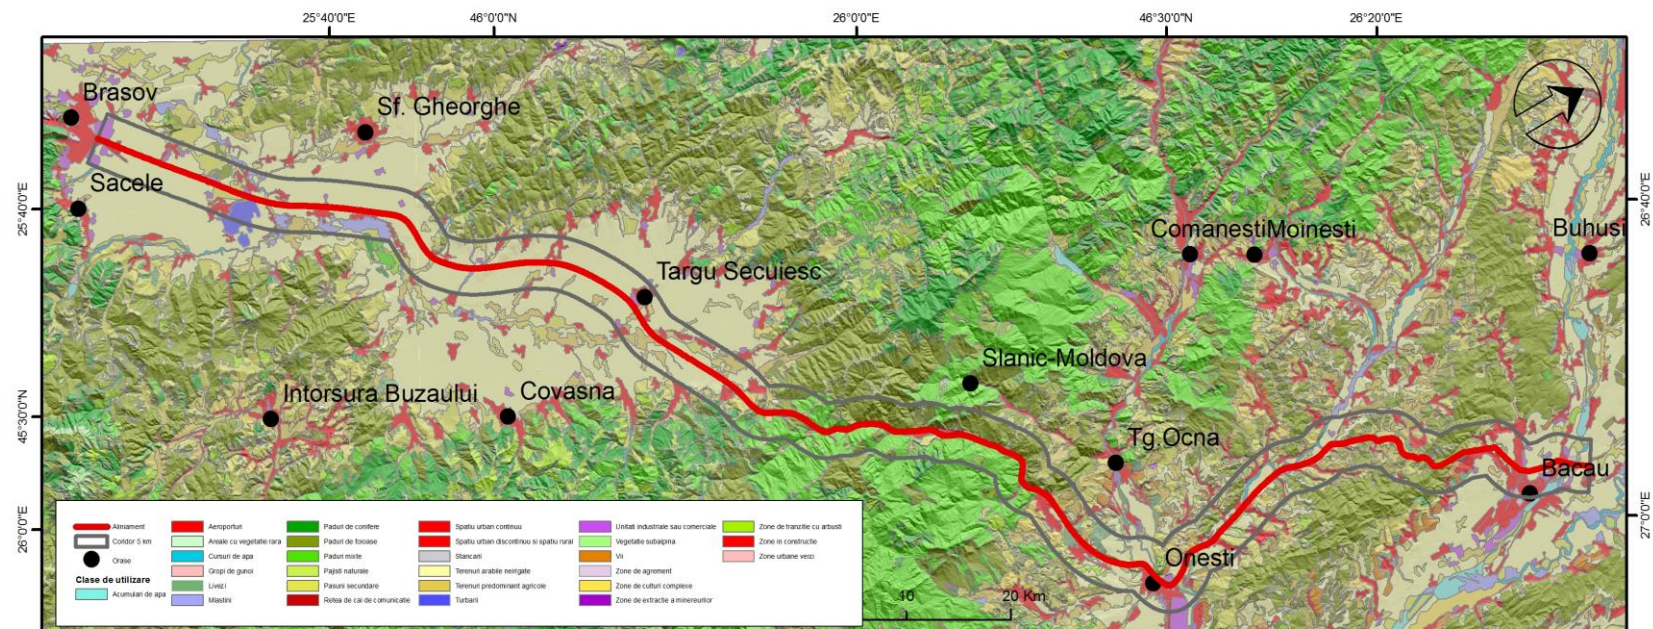 25°40'0"E 46°0'0"N 26°0'0"E 46°30'0"N 26°20'0"E
Brasov
Sf. Gheorghe
Sacele
25°40'0"E
26°40'0"E
ComanestiMoinesti
Buhusi
Targu Secuiesc
Slanic-Moldova
Intorsura Buzaului
Covasna
45°30'0"N
Tg.Ocna
Bacau
26°0'0"E
27°0'0"E
Onesti
10 20 Km
Aliniament
Coridor 5 km
Orase
Clase de utilizare
Acumulari de apa
Aeroporturi
Areale cu vegetatie rara
Cursuri de apa
Gropi de gunoi
Livezi
Mlastini
Paduri de conifere
Paduri de foioase
Paduri mixte
Pajisti naturale
Pasuni secundare
Retea de cai de comunicatie
Spatiu urban continuu
Spatiu urban discontinuu si spatiu rural
Stancarii
Terenuri arabile neirigate
Terenuri predominant agricole
Turbarii
Unitati industriale sau comerciale
Vegetatie subalpina
Vii
Zone de agrement
Zone de culturi complexe
Zone de extractie a minereurilor
Zone de tranzitie cu arbusti
Zone in constructie
Zone urbane verzi